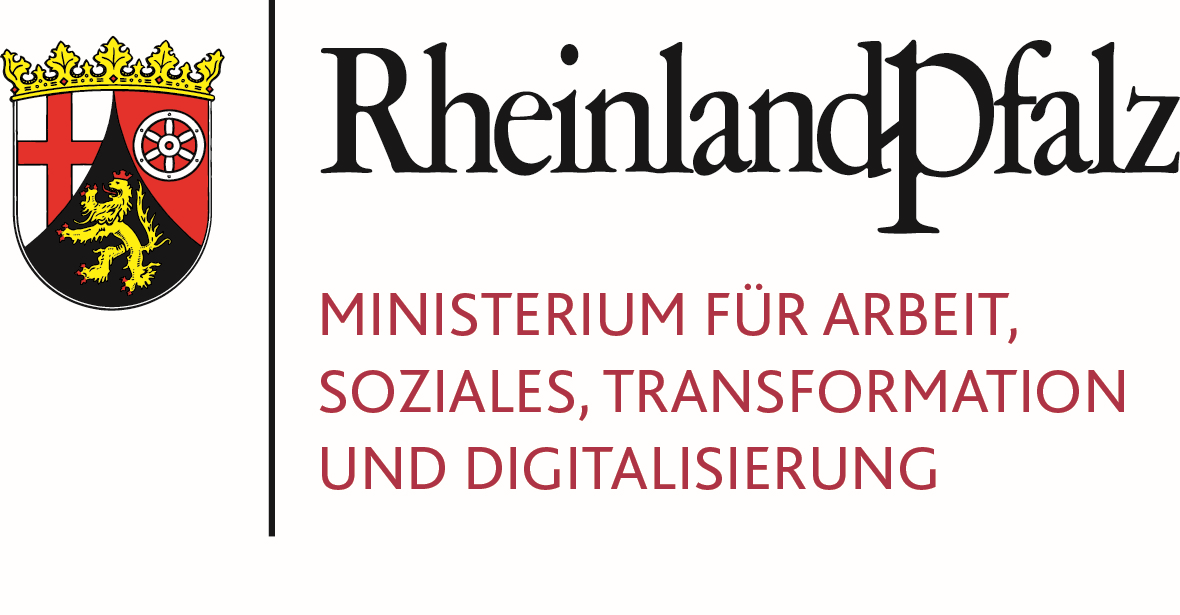 RheinlandPfalz
MINISTERIUM FÜR ARBEIT,
SOZIALES, TRANSFORMATION
UND DIGITALISIERUNG